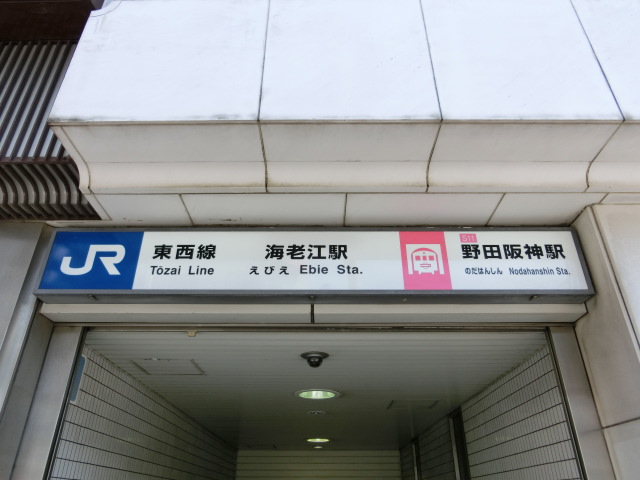 JR 東西線 海老江駅
Tōzai Line えびえ Ebie Sta.
S11
野田阪神駅
のだはんしん Nodahanshin Sta.